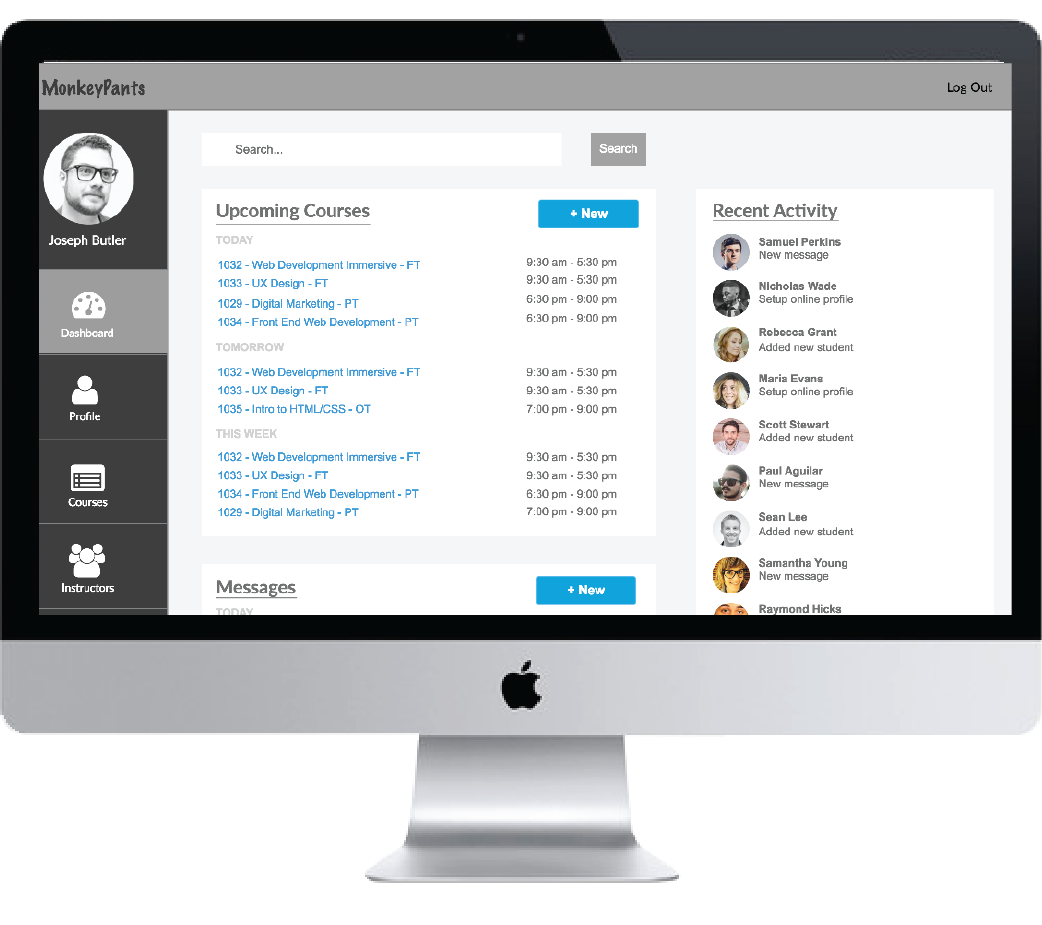 MonkeyPants
Log Out
Joseph Butler
Dashboard
Profile
Courses
Instructors
Search...
Search
Upcoming Courses
+ New
TODAY
1032 - Web Development Immersive - FT 9:30 am - 5:30 pm
1033 - UX Design - FT 9:30 am - 5:30 pm
1029 - Digital Marketing - PT 6:30 pm - 9:00 pm
1034 - Front End Web Development - PT 6:30 pm - 9:00 pm
TOMORROW
1032 - Web Development Immersive - FT 9:30 am - 5:30 pm
1033 - UX Design - FT 9:30 am - 5:30 pm
1035 - Intro to HTML/CSS - OT 7:00 pm - 9:00 pm
THIS WEEK
1032 - Web Development Immersive - FT 9:30 am - 5:30 pm
1033 - UX Design - FT 9:30 am - 5:30 pm
1034 - Front End Web Development - PT 6:30 pm - 9:00 pm
1029 - Digital Marketing - PT 7:00 pm - 9:00 pm
Messages
+ New
TODAY
Recent Activity
Samuel Perkins
New message
Nicholas Wade
Setup online profile
Rebecca Grant
Added new student
Maria Evans
Setup online profile
Scott Stewart
Added new student
Paul Aguilar
New message
Sean Lee
Added new student
Samantha Young
New message
Raymond Hicks